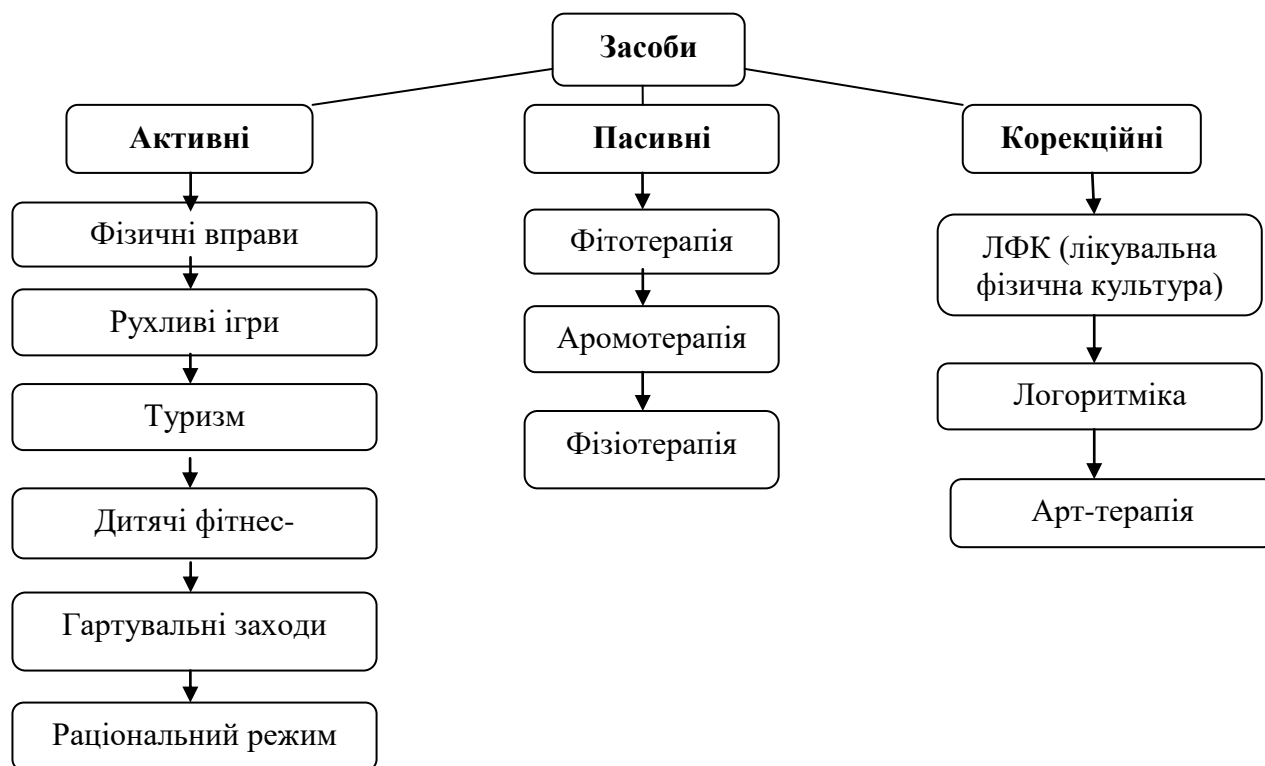 Засоби
Активні
Пасивні
Корекційні
Фізичні вправи
Рухливі ігри
Туризм
Дитячі фітнес-
Гартувальні заходи
Раціональний режим
Фітотерапія
Аромотерапія
Фізіотерапія
ЛФК (лікувальна
фізична культура)
Логоритміка
Арт-терапія